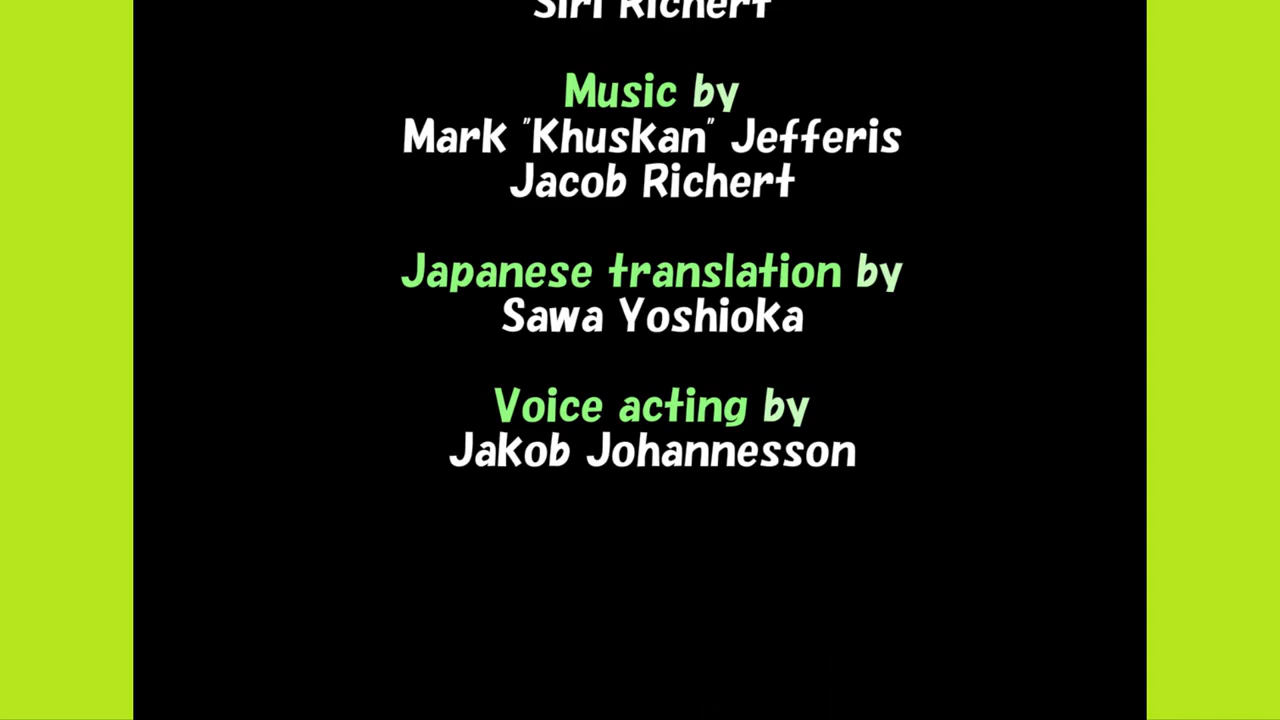 Siri Richert
Music by
Mark "Khuskan" Jefferis
Jacob Richert
Japanese translation by
Sawa Yoshioka
Voice acting by
Jakob Johannesson